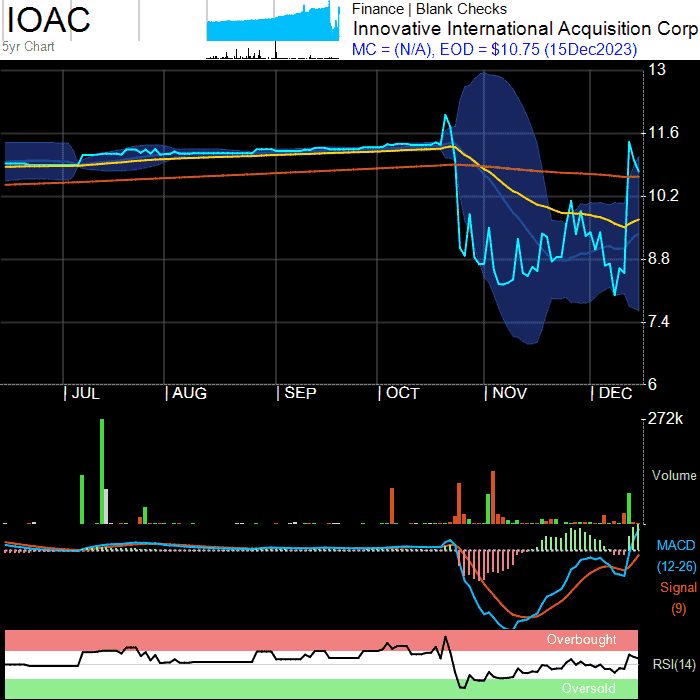 IOAC
5yr Chart
Finance | Blank Checks
Innovative International Acquisition Corp
MC = (N/A), EOD = $10.75 (15Dec2023)
13
11.6
10.2
8.8
7.4
6
| JUL | AUG | SEP | OCT | NOV | DEC
272k
Volume
MACD
(12-26)
Signal
(9)
Overbought
RSI(14)
Oversold